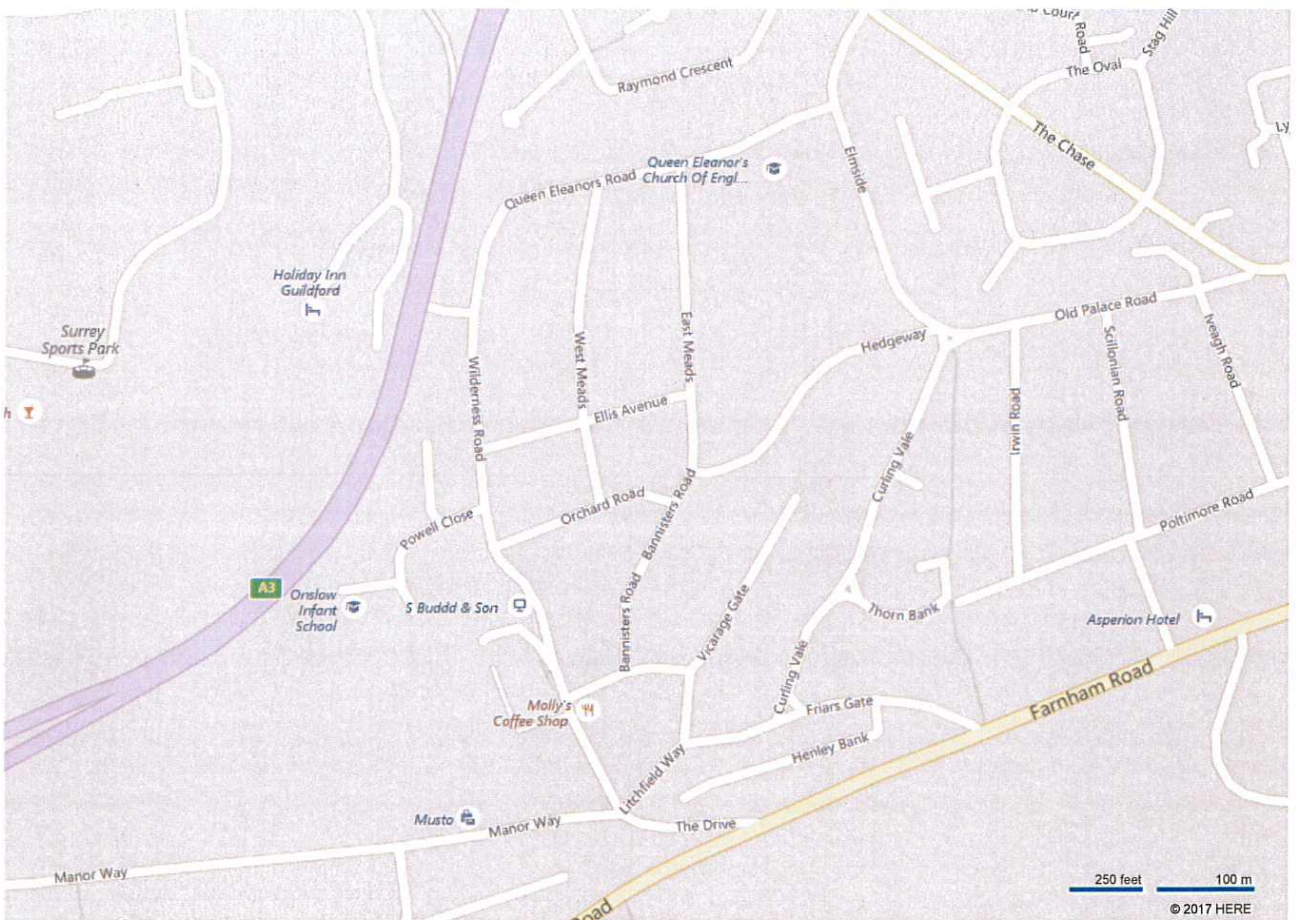 Court
Road
Stag Hill
The Oval
Raymond Crescent
The Chase
Queen Eleanor's
Church Of Engl...
Elmside
Queen Eleanors Road
Holiday Inn
Guildford
Surrey
Sports Park
Old Palace Road
Iveagh Road
Scillonian Road
Hedgeway
East Meads
West Meads
Wilderness Road
Ellis Avenue
Irwin Road
Curling Vale
Orchard Road
Bannisters Road
Poltimore Road
Powell Close
A3
Onslow
Infant
School
S Buddd & Son
Bannisters Road
Vicarage Gate
Thorn Bank
Asperion Hotel
Curling Vale
Farnham Road
Molly's
Coffee Shop
Friars Gate
Henley Bank
Litchfield Way
Musto
Manor Way
The Drive
Manor Way
Road
250 feet
100 m
© 2017 HERE